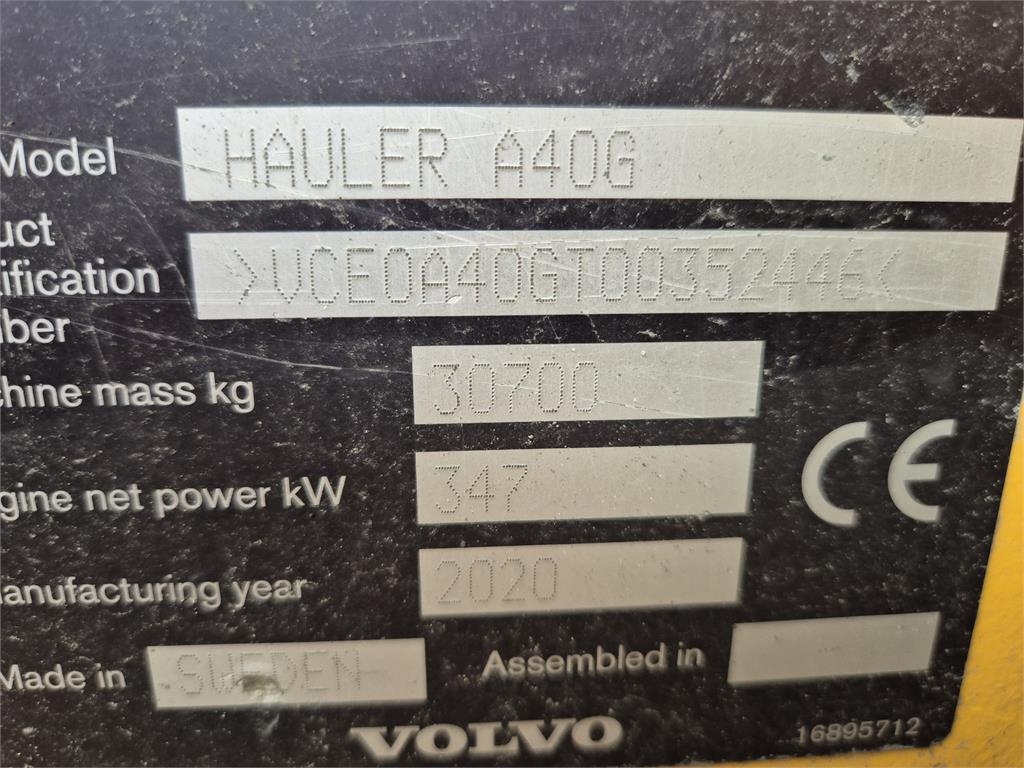 Model HAULER A40G
uct
ification >VCE0A40GT00352446<
ber
hine mass kg 30700
gine net power kW 347
CE
anufacturing year 2020
Made in SWEDEN Assembled in
VOLVO 16895712